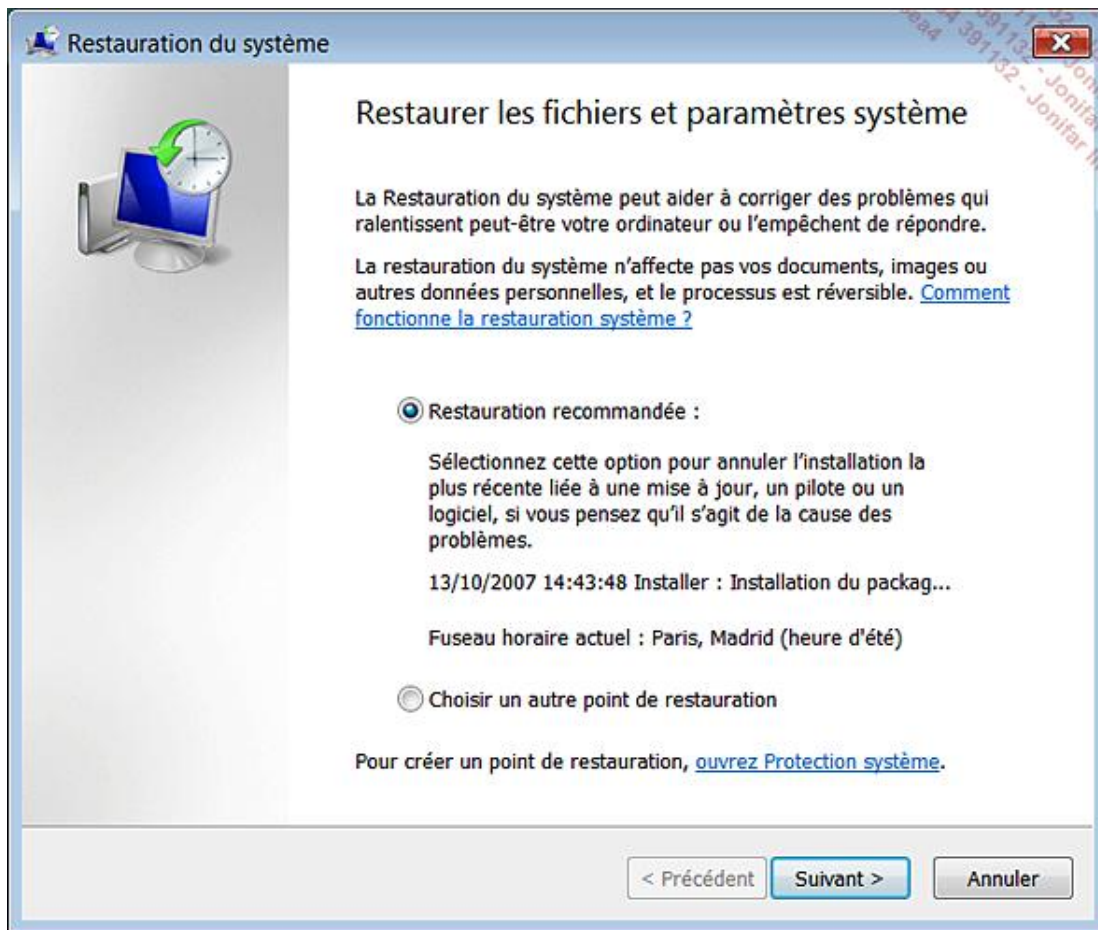 Restauration du système
Restaurer les fichiers et paramètres système
La Restauration du système peut aider à corriger des problèmes qui
ralentissent peut-être votre ordinateur ou l'empêchent de répondre.
La restauration du système n'affecte pas vos documents, images ou
autres données personnelles, et le processus est réversible. Comment
fonctionne la restauration système ?
Restauration recommandée :
Sélectionnez cette option pour annuler l'installation la
plus récente liée à une mise à jour, un pilote ou un
logiciel, si vous pensez qu'il s'agit de la cause des
problèmes.
13/10/2007 14:43:48 Installer : Installation du packag...
Fuseau horaire actuel : Paris, Madrid (heure d'été)
Choisir un autre point de restauration
Pour créer un point de restauration, ouvrez Protection système.
< Précédent
Suivant >
Annuler
391132 - Jonifar